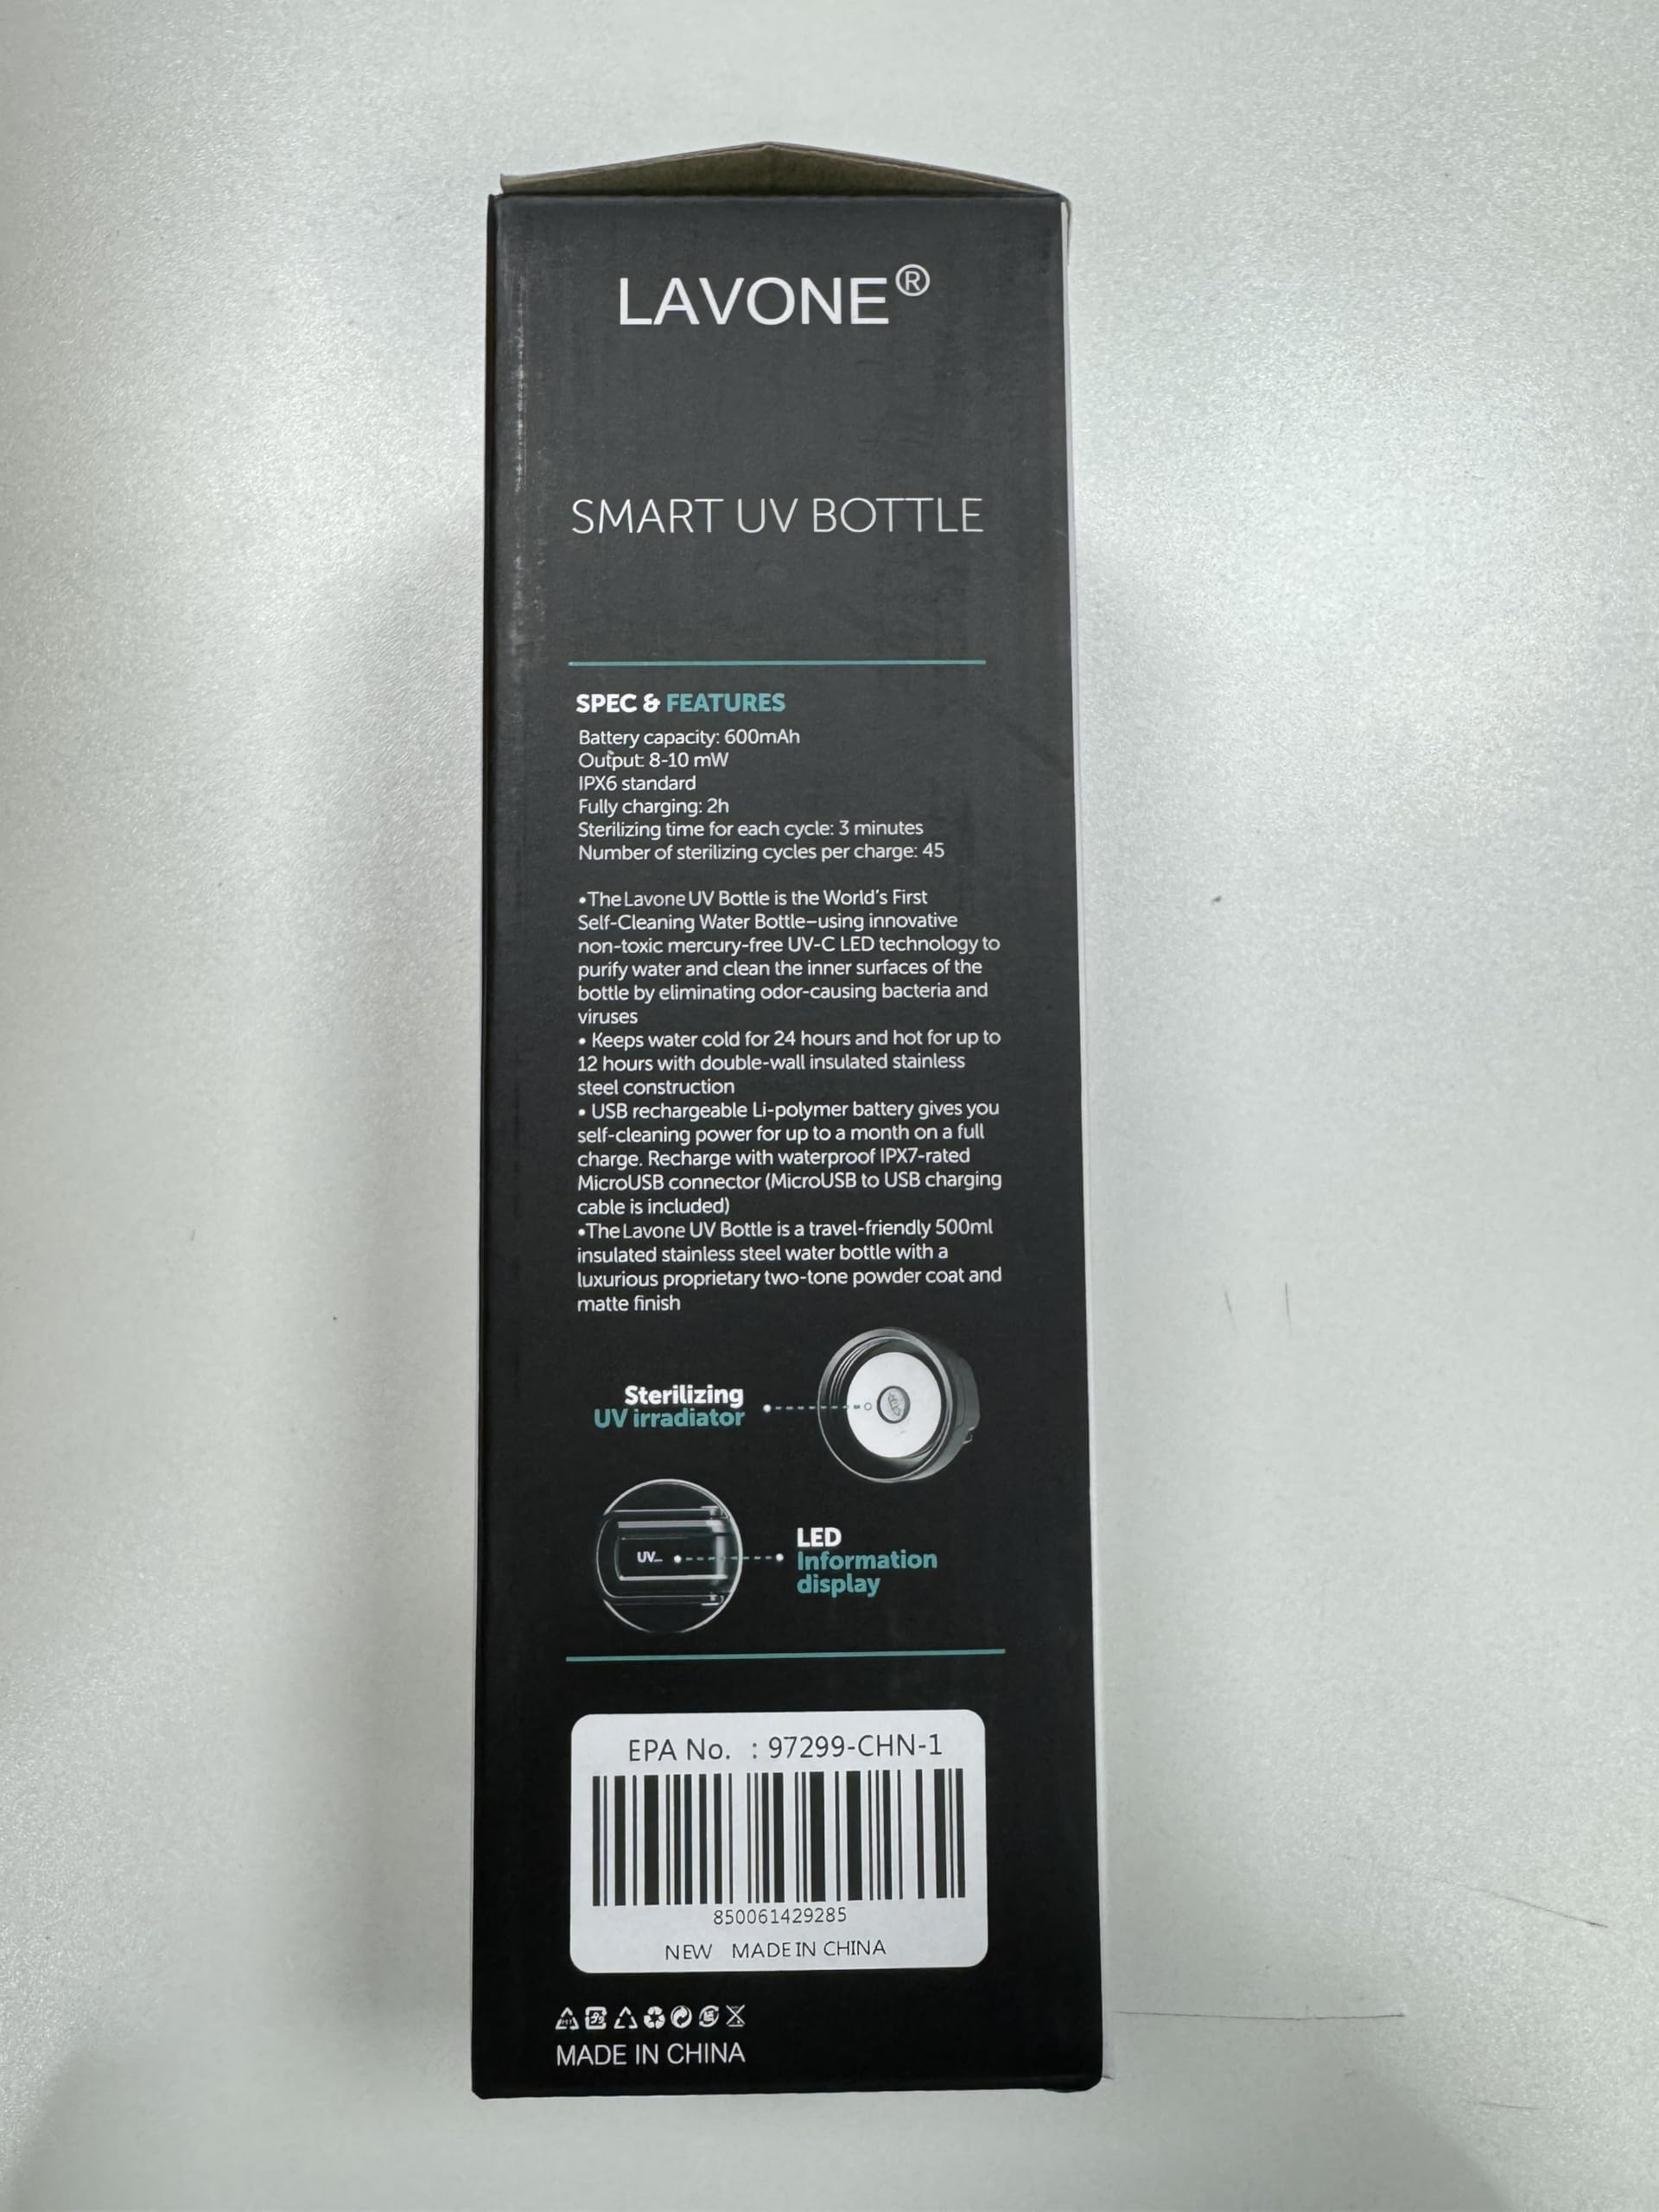 LAVONE®
SMART UV BOTTLE
SPEC & FEATURES
Battery capacity: 600mAh
Output: 8-10 mW
IPX6 standard
Fully charging: 2h
Sterilizing time for each cycle: 3 minutes
Number of sterilizing cycles per charge: 45
•The Lavone UV Bottle is the World's First
Self-Cleaning Water Bottle–using innovative
non-toxic mercury-free UV-C LED technology to
purify water and clean the inner surfaces of the
bottle by eliminating odor-causing bacteria and
viruses
• Keeps water cold for 24 hours and hot for up to
12 hours with double-wall insulated stainless
steel construction
• USB rechargeable Li-polymer battery gives you
self-cleaning power for up to a month on a full
charge. Recharge with waterproof IPX7-rated
MicroUSB connector (MicroUSB to USB charging
cable is included)
•The Lavone UV Bottle is a travel-friendly 500ml
insulated stainless steel water bottle with a
luxurious proprietary two-tone powder coat and
matte finish
Sterilizing
UV irradiator
UV
LED
Information
display
EPA No. : 97299-CHN-1
850061429285
NEW MADE IN CHINA
MADE IN CHINA